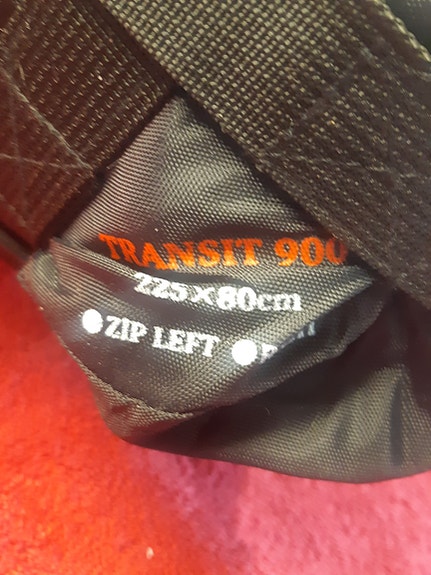 TRANSIT 900
225×80cm
●ZIP LEFT ●